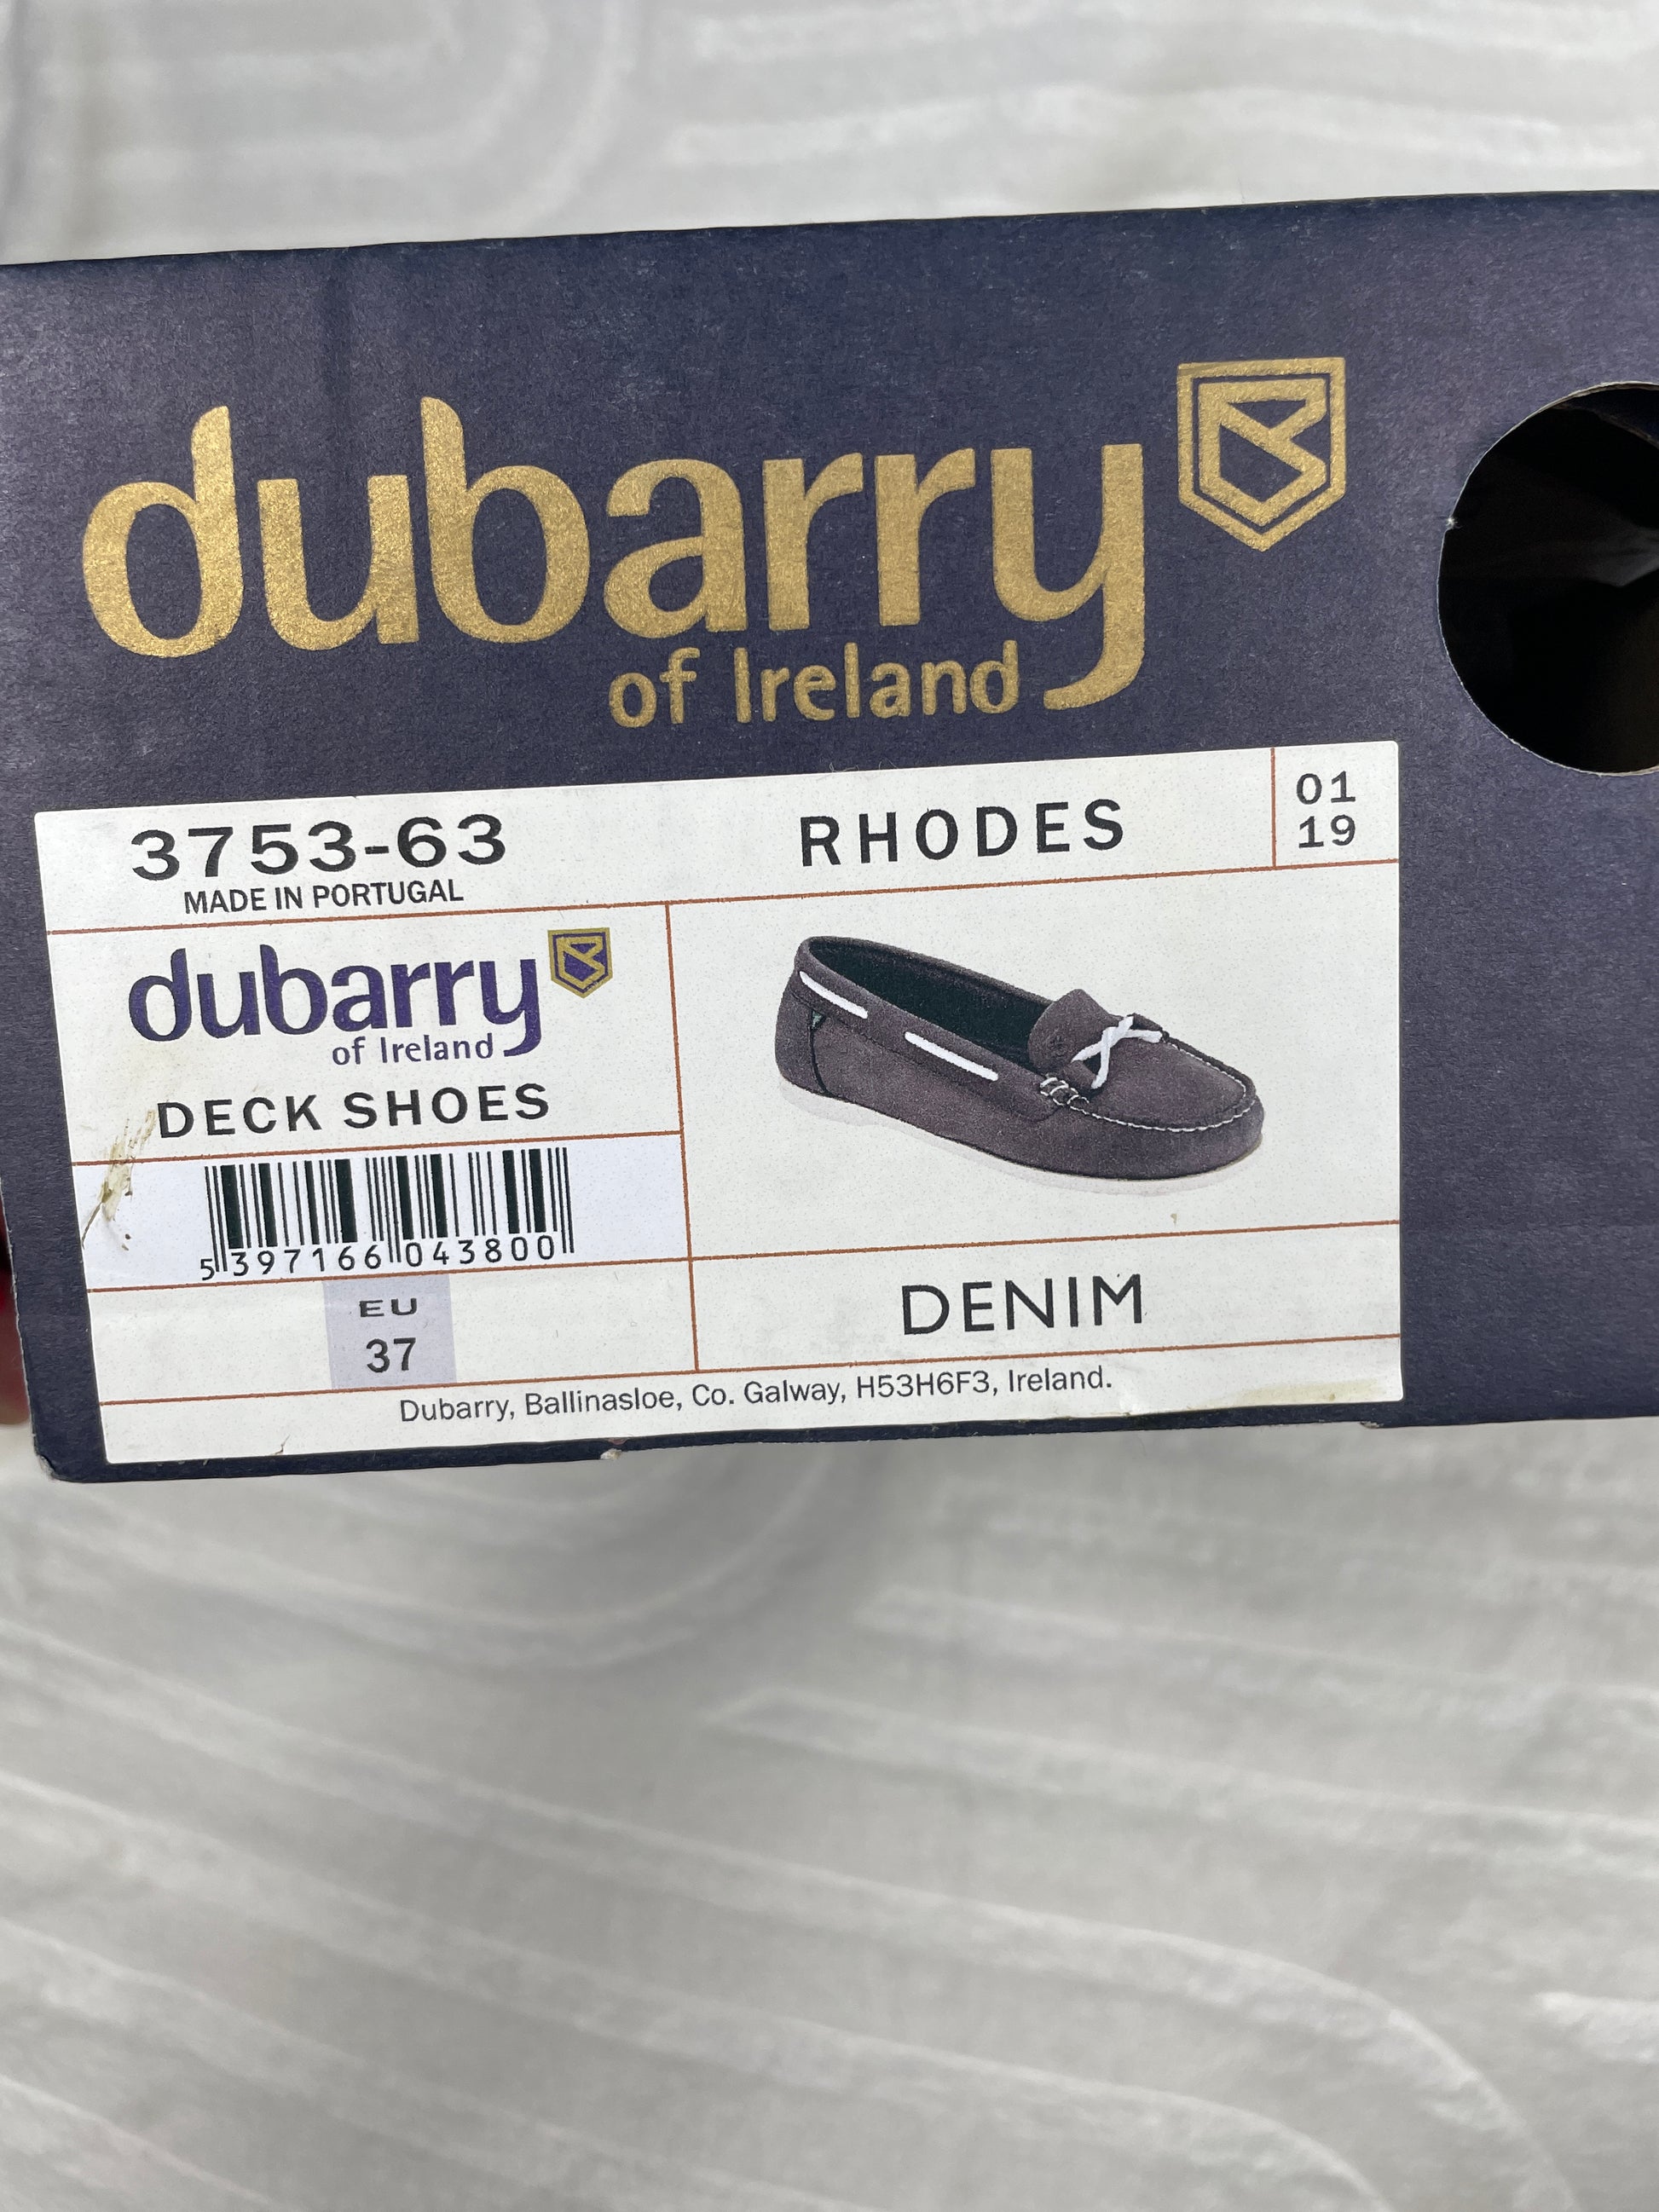 dubarry
of Ireland
3753-63
MADE IN PORTUGAL
RHODES
01
19
dubarry
of Ireland
DECK SHOES
5 397166 043800
EU
37
DENIM
Dubarry, Ballinasloe, Co. Galway, H53H6F3, Ireland.